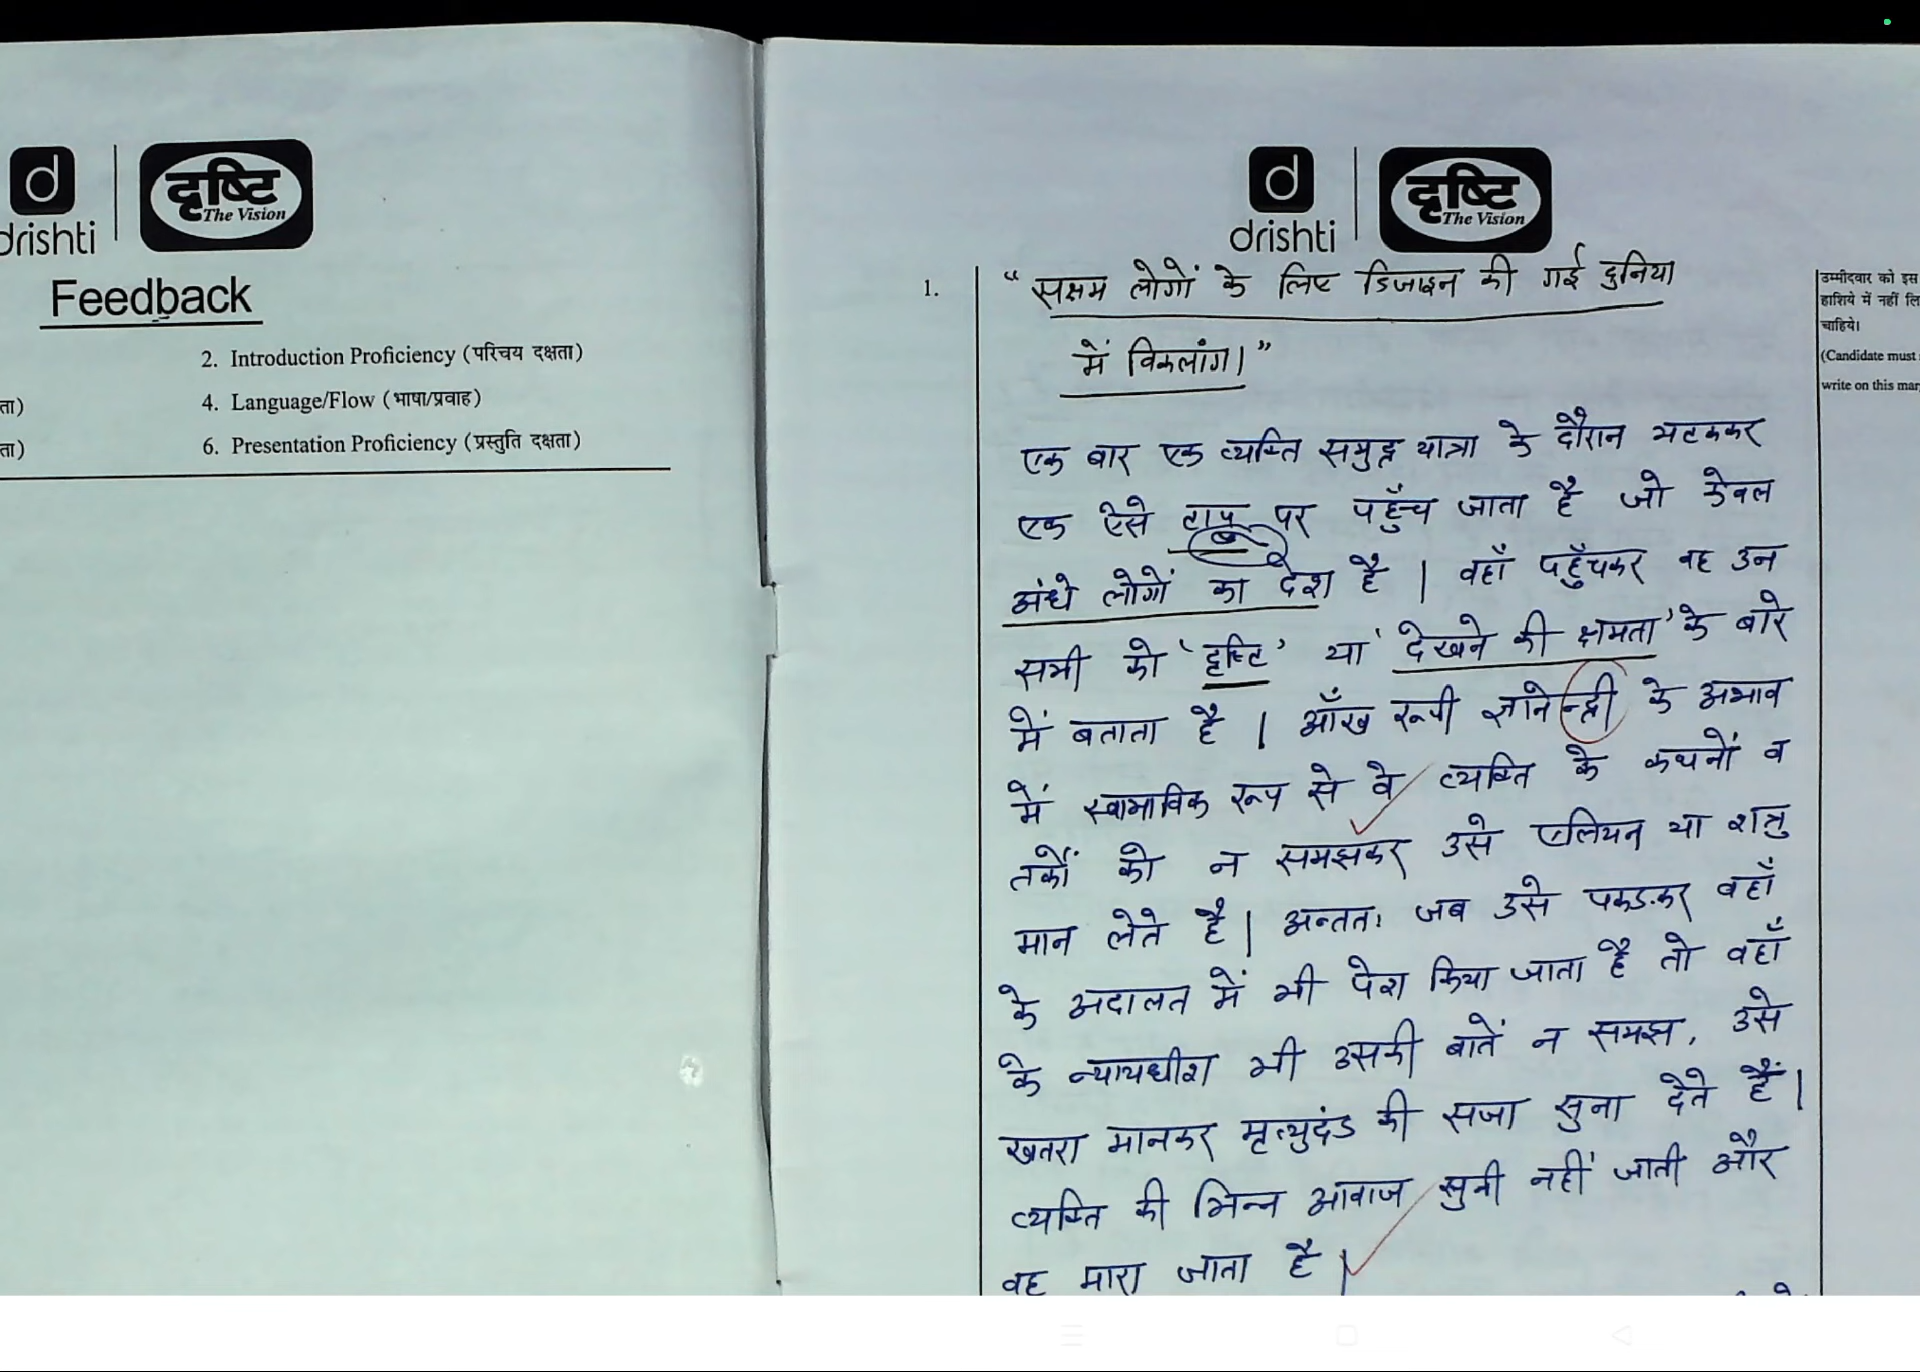 drishti
दृष्टि
The Vision
Feedback
2. Introduction Proficiency (परिचय दक्षता)
ता)
4. Language/Flow (भाषा/प्रवाह)
ता)
6. Presentation Proficiency (प्रस्तुति दक्षता)
drishti
दृष्टि
The Vision
1.
“सक्षम लोगों के लिए डिजाइन की गई दुनिया
में विकलांग।”
एक बार एक व्यक्ति समुद्र यात्रा के दौरान भटककर
एक ऐसे टापू पर पहुँच जाता है जो केवल
अंधे लोगों का देश है। वहाँ पहुँचकर वह उन
सभी को 'दृष्टि' या 'देखने की क्षमता' के बारे
में बताता है। आँख रूपी ज्ञानेन्द्री के अभाव
में स्वाभाविक रूप से वे व्यक्ति के कथनों व
तर्कों को न समझकर उसे एलियन या शत्रु
मान लेते है। अन्ततः जब उसे पकड़कर वहाँ
के अदालत में भी पेश किया जाता है तो वहाँ
के न्यायधीश भी उसकी बातें न समझ, उसे
खतरा मानकर मृत्युदंड की सजा सुना देते हैं।
व्यक्ति की भिन्न आवाज सुनी नहीं जाती और
वह मारा जाता है।
उम्मीदवार को इस
हाशिये में नहीं लि
चाहिये।
(Candidate must
write on this mar